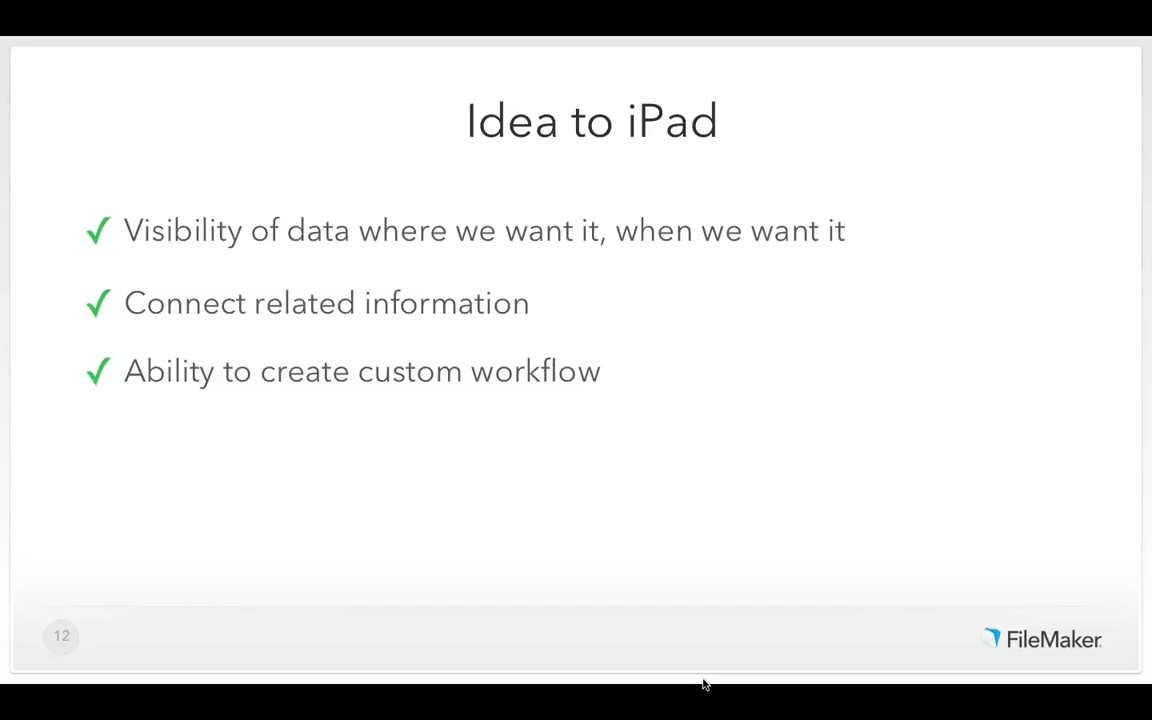 Idea to iPad
Visibility of data where we want it, when we want it
Connect related information
Ability to create custom workflow
12
FileMaker